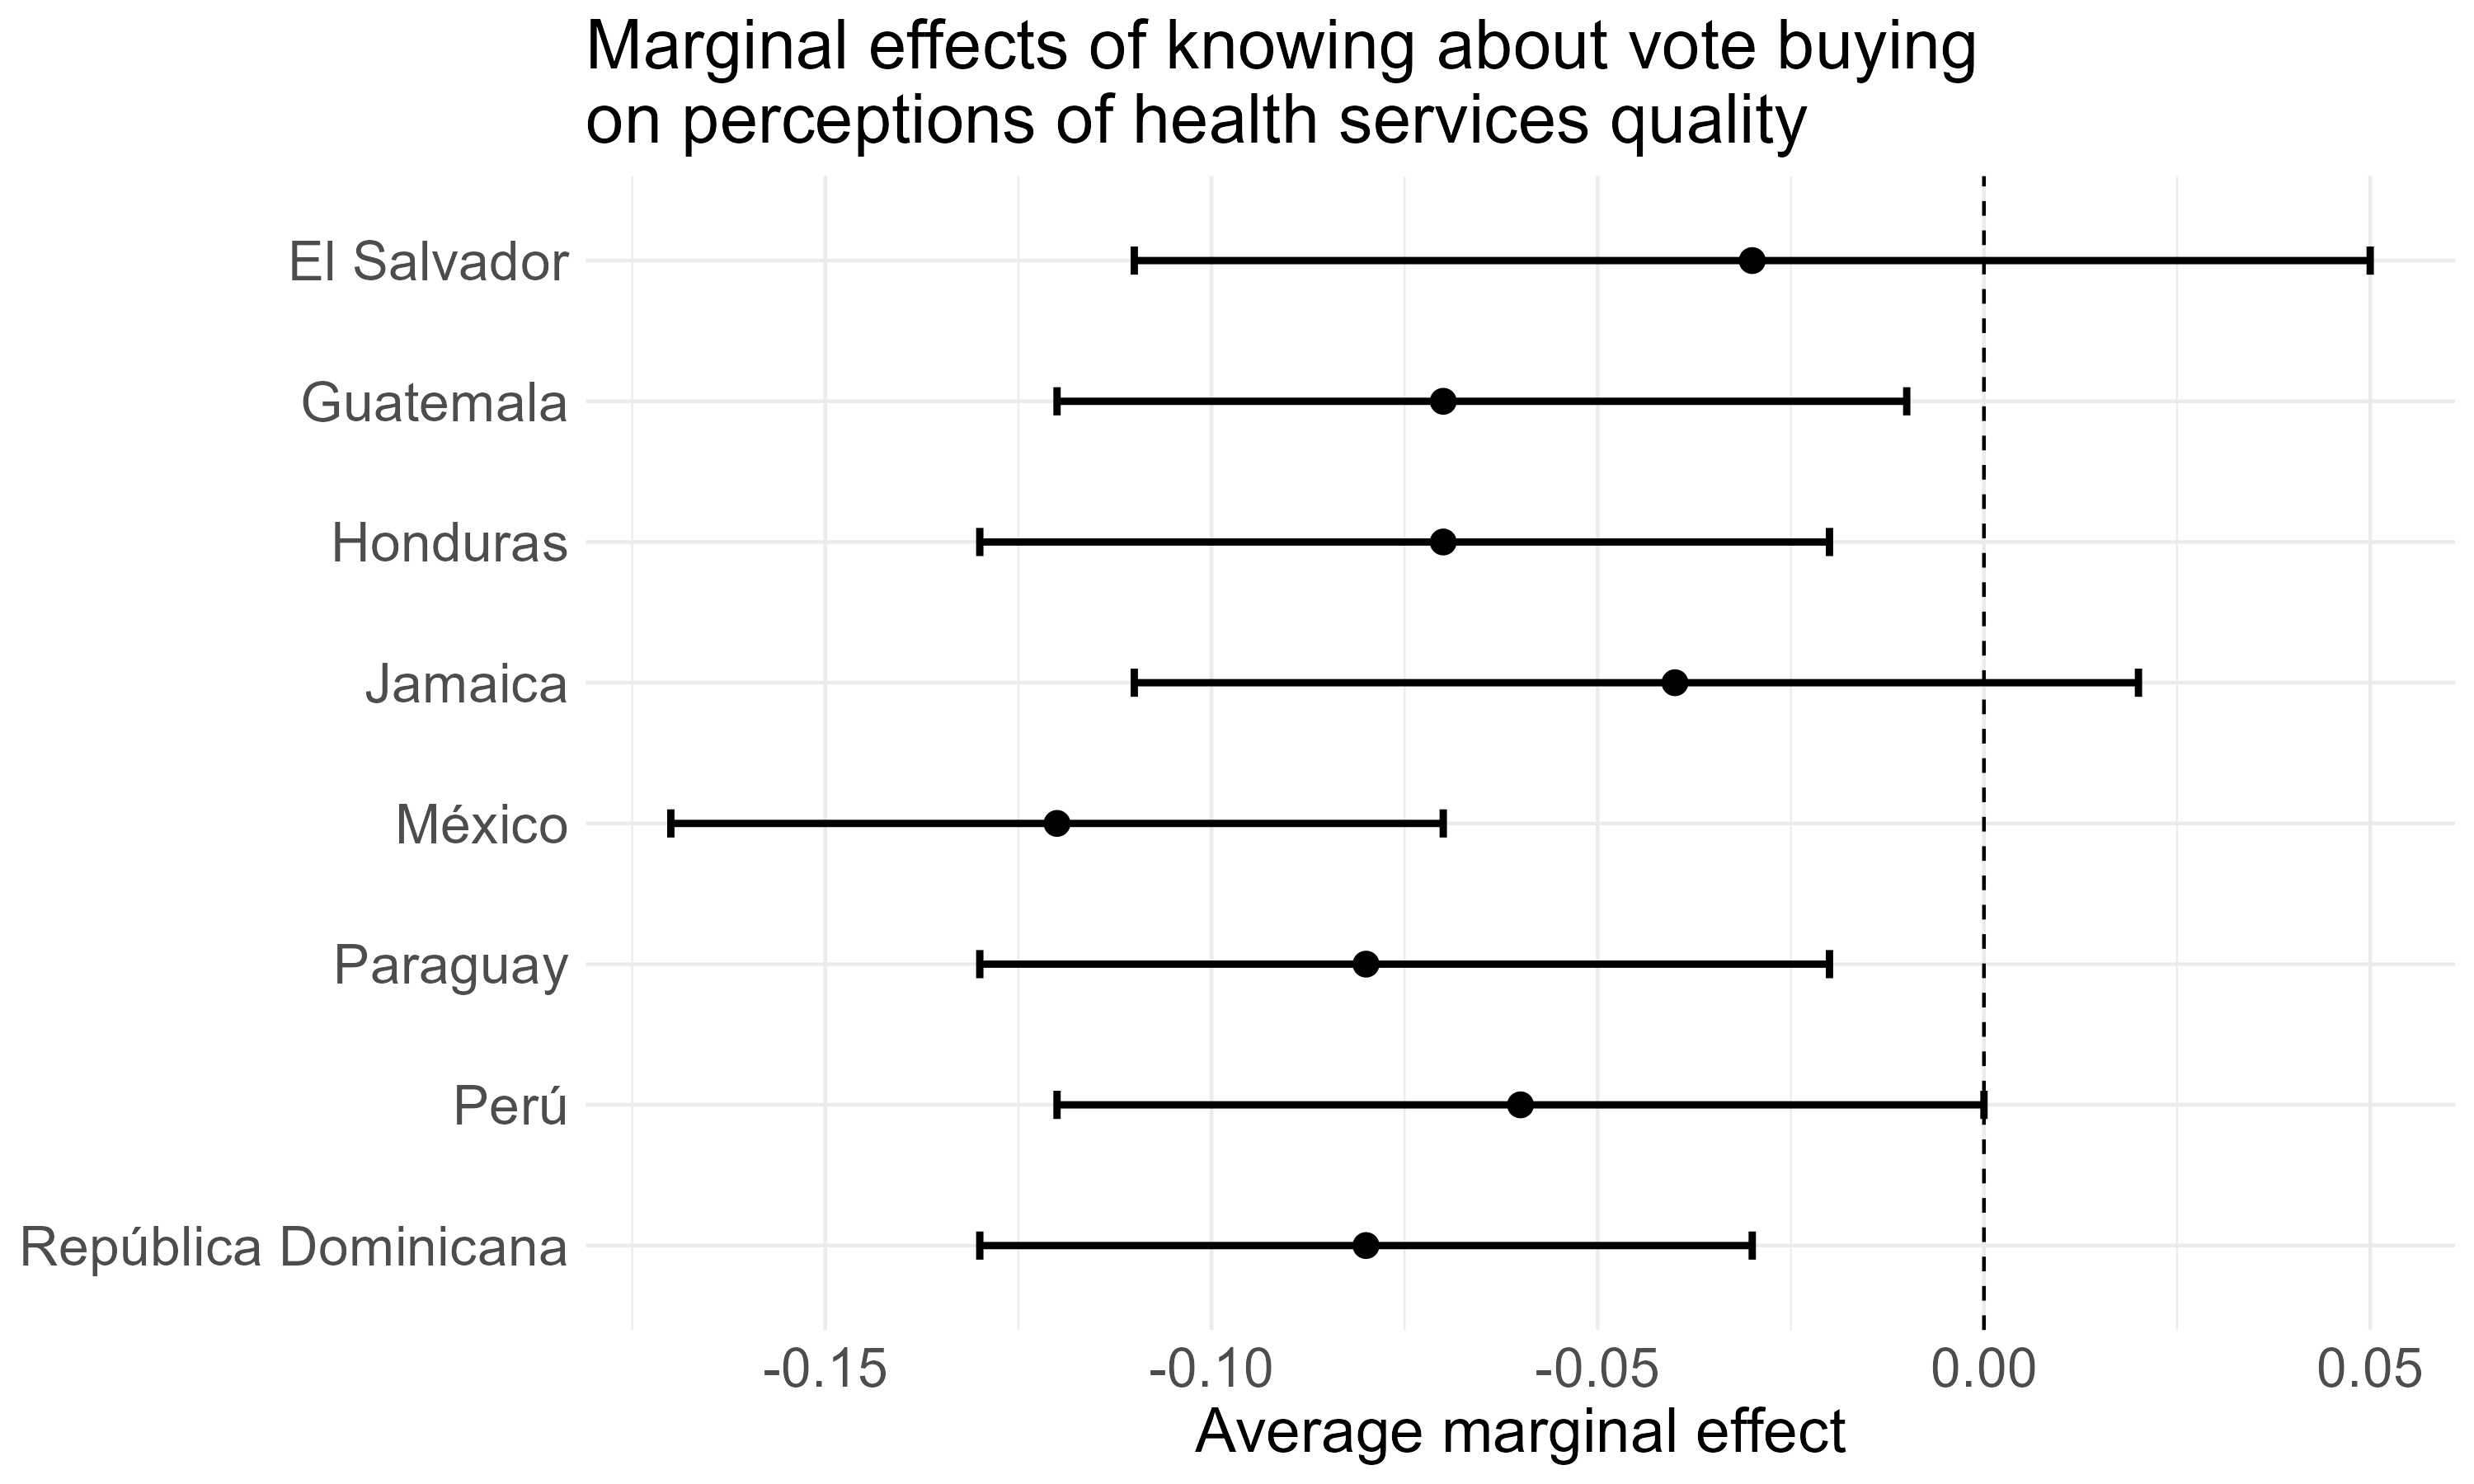 Marginal effects of knowing about vote buying
on perceptions of health services quality
El Salvador
Guatemala
Honduras
Jamaica
México
Paraguay
Perú
República Dominicana
-0.15 -0.10 -0.05 0.00 0.05
Average marginal effect